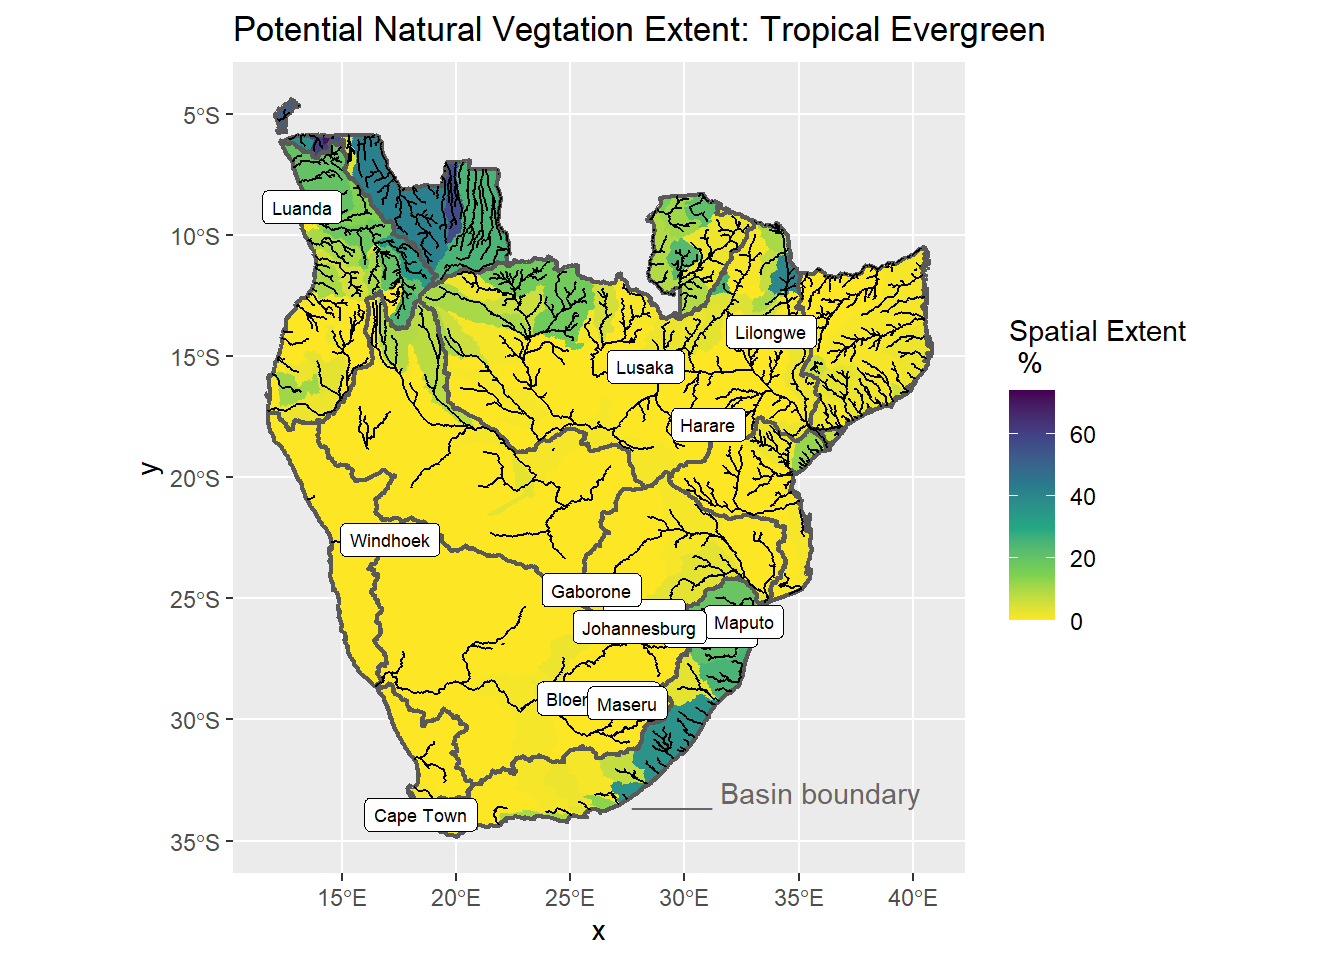 Potential Natural Vegtation Extent: Tropical Evergreen
5°S
10°S
15°S
20°S
25°S
30°S
35°S
y
Luanda
Lilongwe
Lusaka
Harare
Windhoek
Gaborone
Johannesburg
Maputo
Maseru
Cape Town
Basin boundary
15°E
20°E
25°E
30°E
35°E
40°E
x
Spatial Extent
%
60
40
20
0